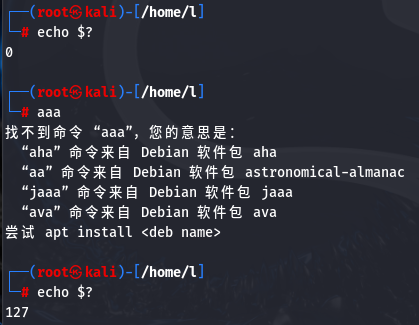 ┌──(root㉿kali)-[/home/l]
└─# echo $?
0
┌──(root㉿kali)-[/home/l]
└─# aaa
找不到命令 “aaa”，您的意思是：
“aha” 命令来自 Debian 软件包 aha
“aa” 命令来自 Debian 软件包 astronomical-almanac
“jaaa” 命令来自 Debian 软件包 jaaa
“ava” 命令来自 Debian 软件包 ava
尝试 apt install <deb name>
┌──(root㉿kali)-[/home/l]
└─# echo $?
127